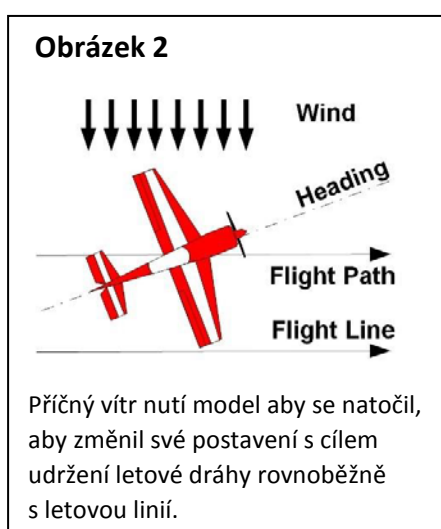 Obrázek 2
Wind
Heading
Flight Path
Flight Line
Příčný vítr nutí model aby se natočil,
aby změnil své postavení s cílem
udržení letové dráhy rovnoběžně
s letovou linií.